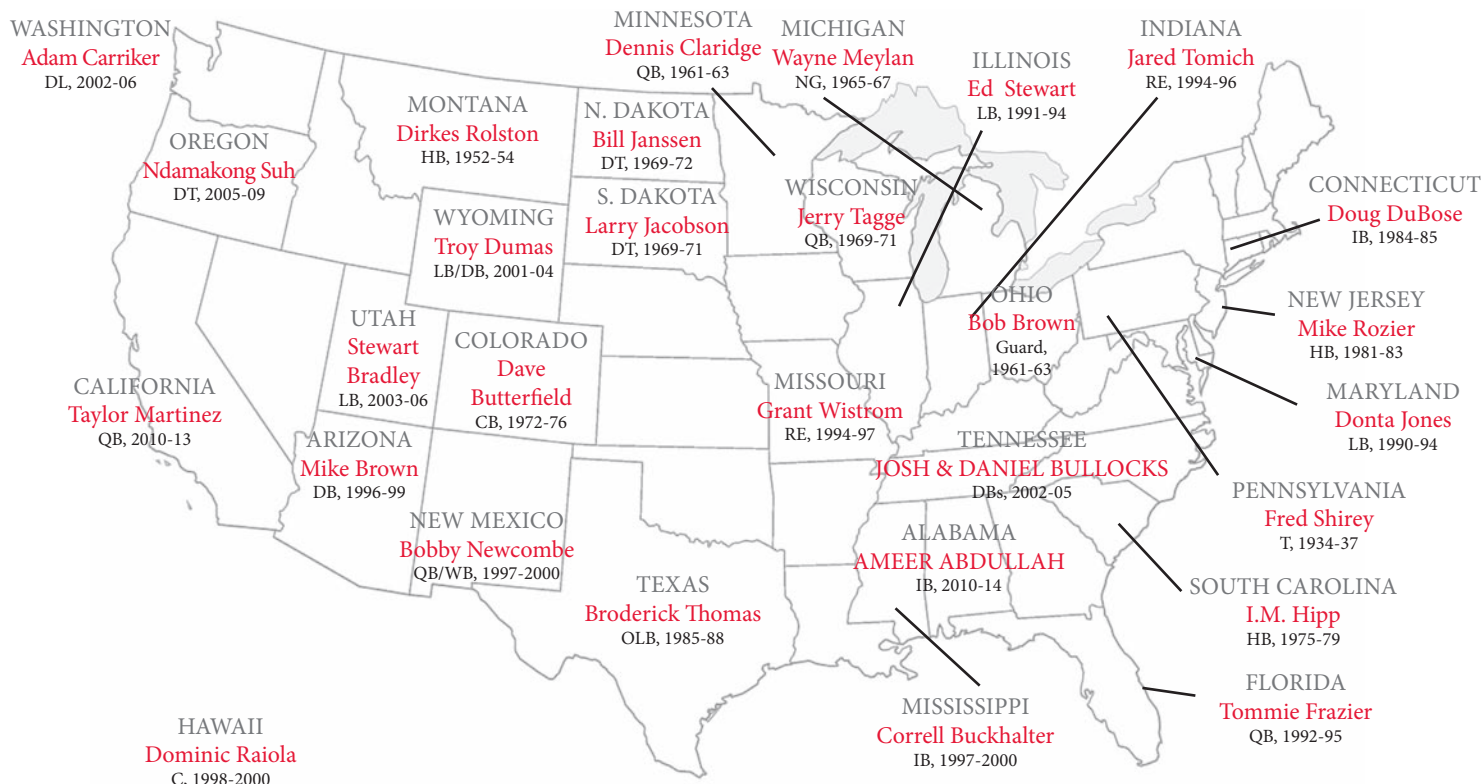 WASHINGTON
Adam Carriker
DL, 2002-06
MINNESOTA
Dennis Claridge
QB, 1961-63
MICHIGAN
Wayne Meylan
NG, 1965-67
ILLINOIS
Ed Stewart
LB, 1991-94
INDIANA
Jared Tomich
RE, 1994-96
MONTANA
Dirkes Rolston
HB, 1952-54
N. DAKOTA
Bill Janssen
DT, 1969-72
OREGON
Ndamakong Suh
DT, 2005-09
WYOMING
Troy Dumas
LB/DB, 2001-04
S. DAKOTA
Larry Jacobson
DT, 1969-71
WISCONSIN
Jerry Tagge
QB, 1969-71
CONNECTICUT
Doug DuBose
IB, 1984-85
UTAH
Stewart
Bradley
LB, 2003-06
COLORADO
Dave
Butterfield
CB, 1972-76
OHIO
Bob Brown
Guard,
1961-63
NEW JERSEY
Mike Rozier
HB, 1981-83
CALIFORNIA
Taylor Martinez
QB, 2010-13
MISSOURI
Grant Wistrom
RE, 1994-97
MARYLAND
Donta Jones
LB, 1990-94
ARIZONA
Mike Brown
DB, 1996-99
TENNESSEE
JOSH & DANIEL BULLOCKS
DBs, 2002-05
PENNSYLVANIA
Fred Shirey
T, 1934-37
NEW MEXICO
Bobby Newcombe
QB/WB, 1997-2000
ALABAMA
AMEER ABDULLAH
IB, 2010-14
TEXAS
Broderick Thomas
OLB, 1985-88
SOUTH CAROLINA
I.M. Hipp
HB, 1975-79
MISSISSIPPI
Correll Buckhalter
IB, 1997-2000
FLORIDA
Tommie Frazier
QB, 1992-95
HAWAII
Dominic Raiola
C, 1998-2000